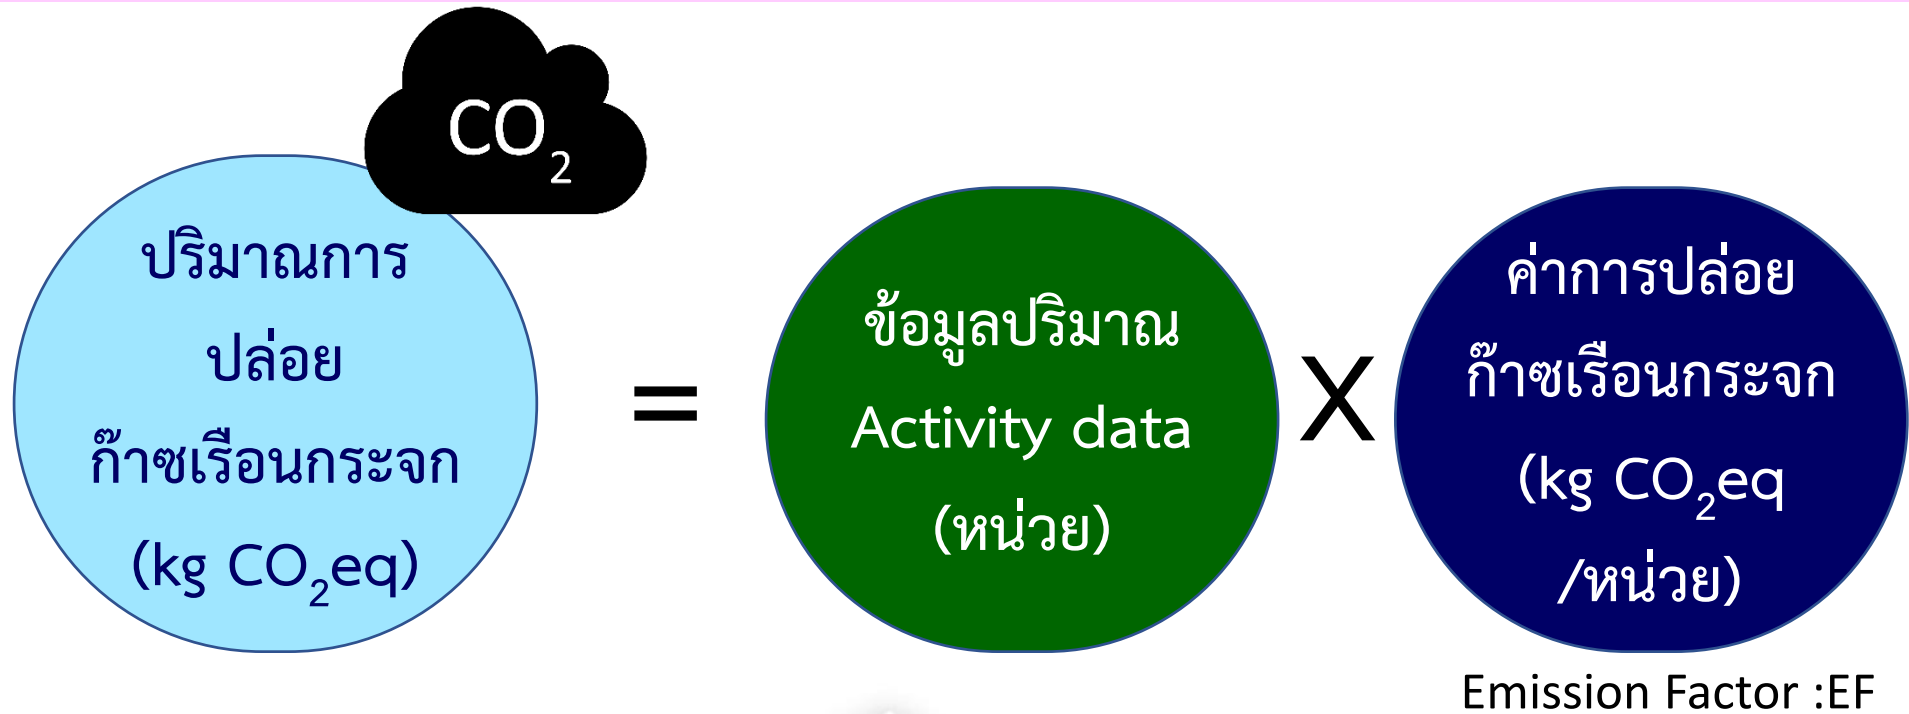 CO₂
ปริมาณการ
ปล่อย
ก๊าซเรือนกระจก
(kg CO₂eq)
=
ข้อมูลปริมาณ
Activity data
(หน่วย)
X
ค่าการปล่อย
ก๊าซเรือนกระจก
(kg CO₂eq
/หน่วย)
Emission Factor :EF